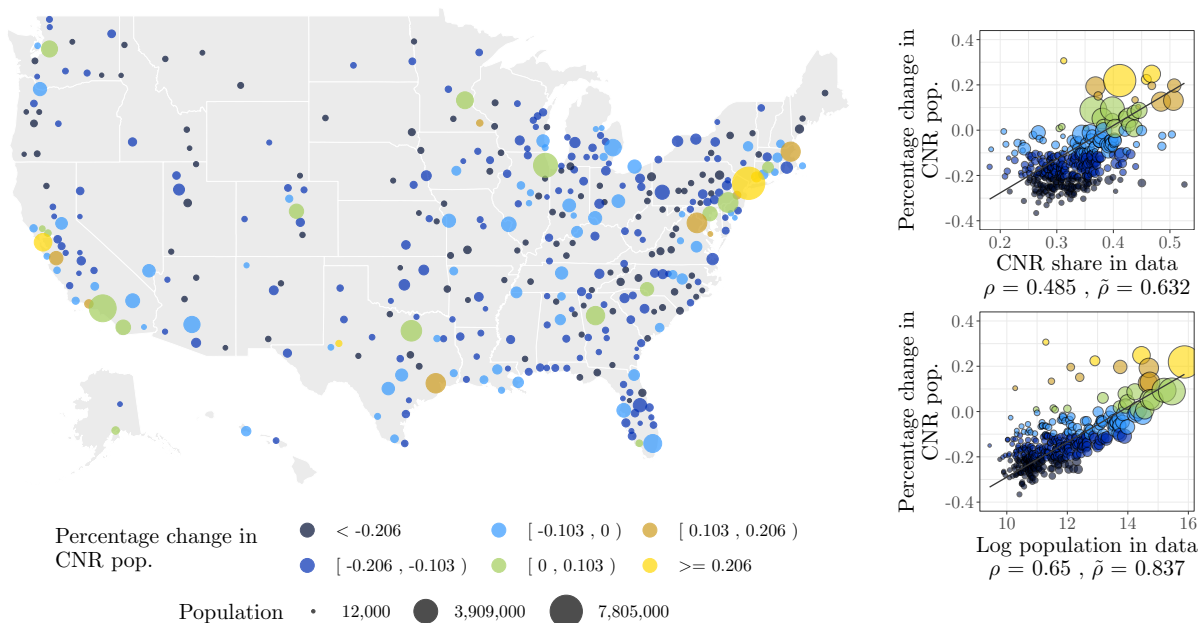 Percentage change in
CNR pop.
< -0.206
[ -0.103 , 0 )
[ 0.103 , 0.206 )
[ -0.206 , -0.103 )
[ 0 , 0.103 )
>= 0.206
Population
12,000
3,909,000
7,805,000
Percentage change in
CNR pop.
0.4
0.2
0.0
-0.2
-0.4
0.2
0.3
0.4
0.5
CNR share in data
ρ = 0.485 , ρ̃ = 0.632
Percentage change in
CNR pop.
0.4
0.2
0.0
-0.2
-0.4
10
12
14
16
Log population in data
ρ = 0.65 , ρ̃ = 0.837